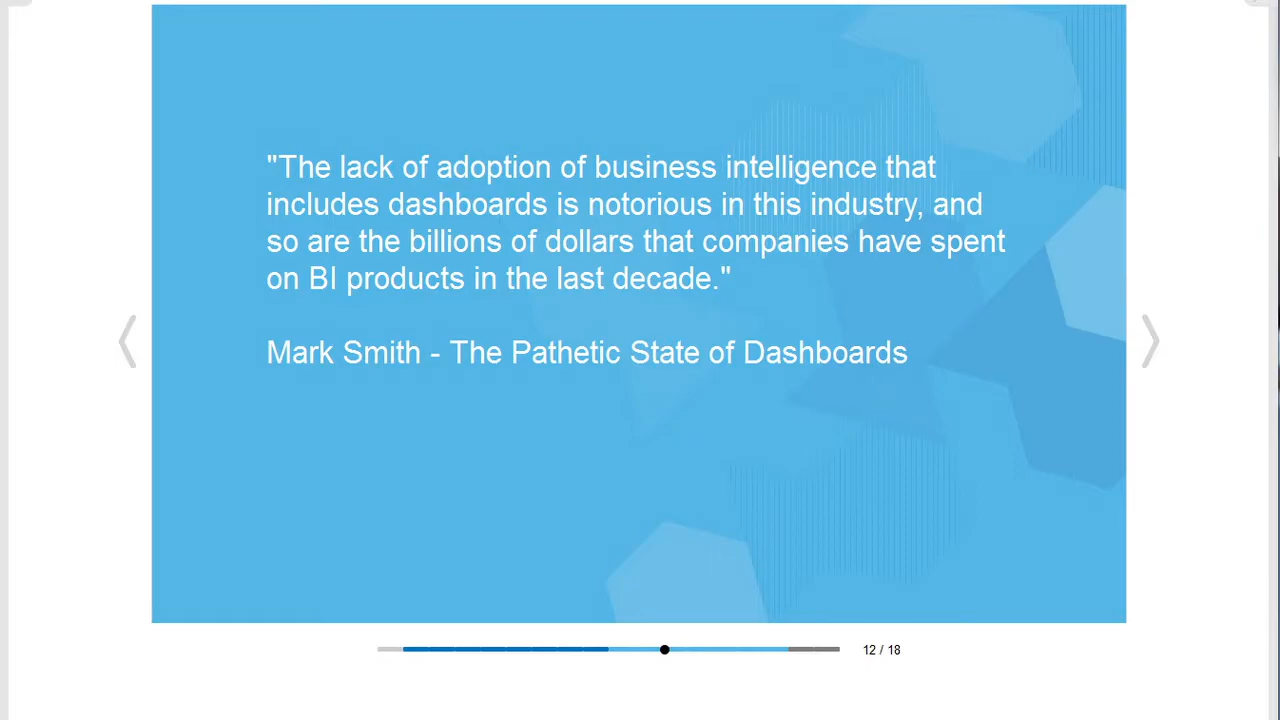 "The lack of adoption of business intelligence that
includes dashboards is notorious in this industry, and
so are the billions of dollars that companies have spent
on BI products in the last decade."
Mark Smith - The Pathetic State of Dashboards
12 / 18